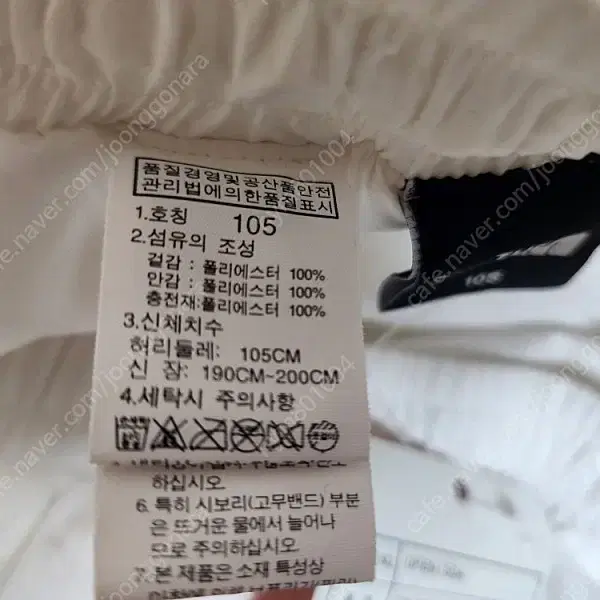 품질경영및공산품안전
관리법에의한품질표시
1.호칭 105
2.섬유의 조성
겉감 : 폴리에스터 100%
안감 : 폴리에스터 100%
충전재:폴리에스터 100%
3.신체치수
허리둘레: 105CM
신 장: 190CM~200CM
4.세탁시 주의사항
하십시오.
6. 특히 시보리(고무밴드) 부분
은 뜨거운 물에서 늘어나
므로 주의하십시오.
7. 본 제품은 소재 특성상
105
cafe.naver.com/joonggonara